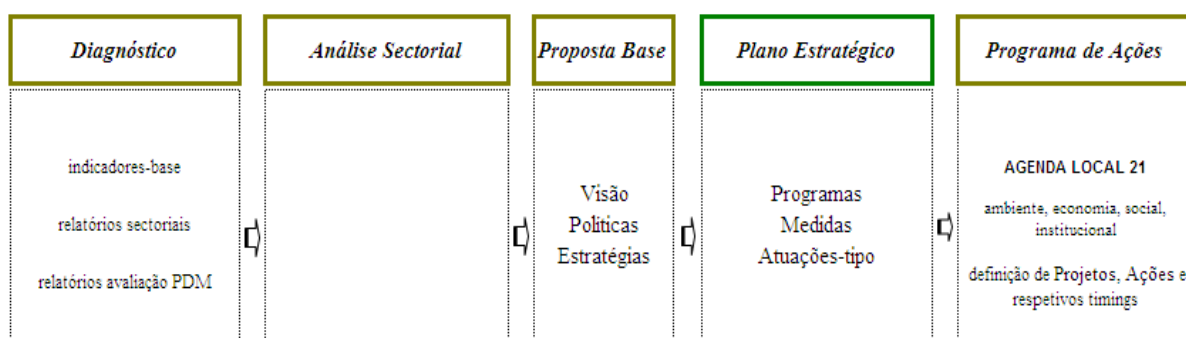 Diagnóstico
Análise Sectorial
Proposta Base
Plano Estratégico
Programa de Ações
indicadores-base
relatórios sectoriais
relatórios avaliação PDM
Visão
Políticas
Estratégias
Programas
Medidas
Atuações-tipo
AGENDA LOCAL 21
ambiente, economia, social,
institucional
definição de Projetos, Ações e
respetivos timings